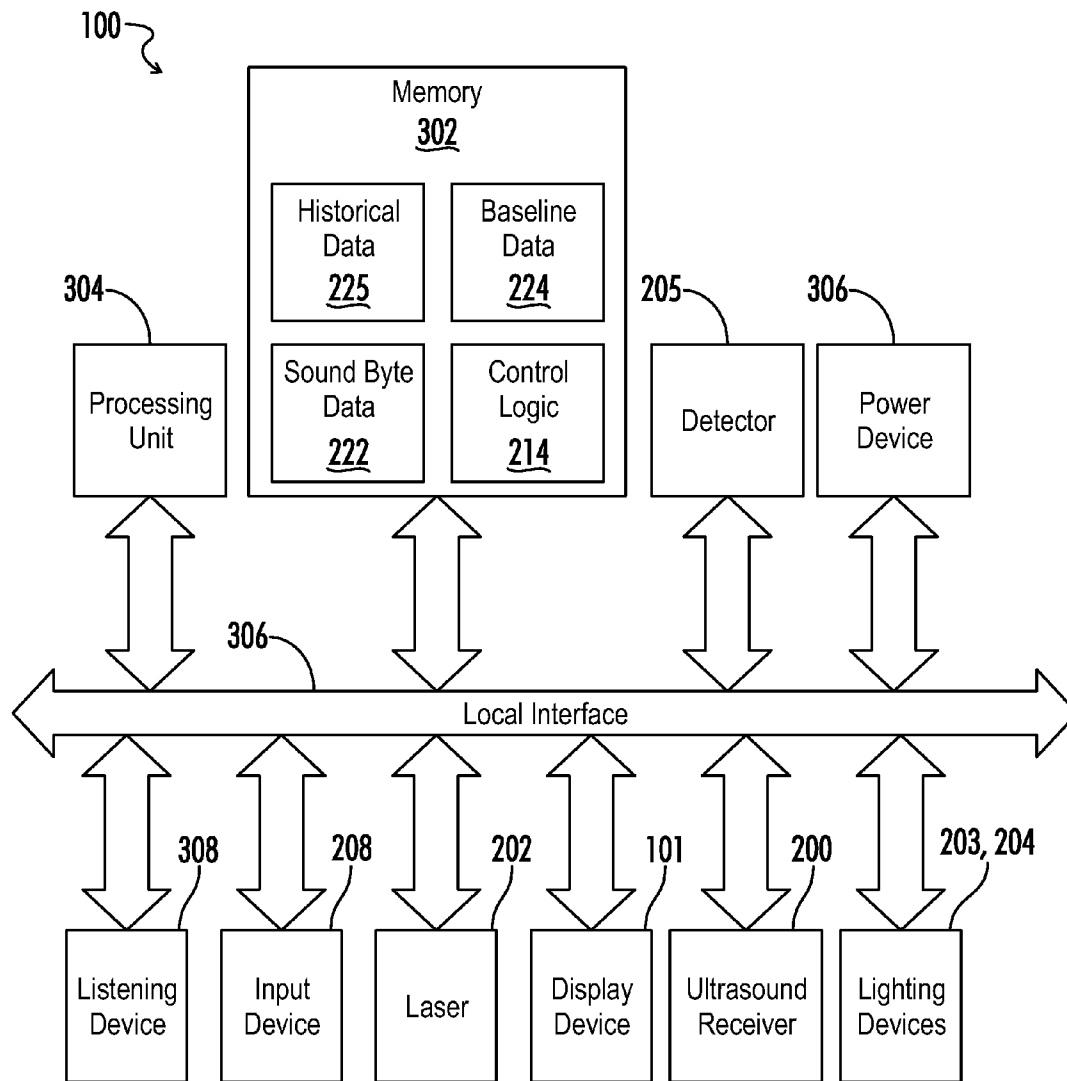 100
Memory
302
Historical
Data
225
Baseline
Data
224
304
205
306
Processing
Unit
Sound Byte
Data
222
Control
Logic
214
Detector
Power
Device
306
Local Interface
308
208
202
101
200
203, 204
Listening
Device
Input
Device
Laser
Display
Device
Ultrasound
Receiver
Lighting
Devices